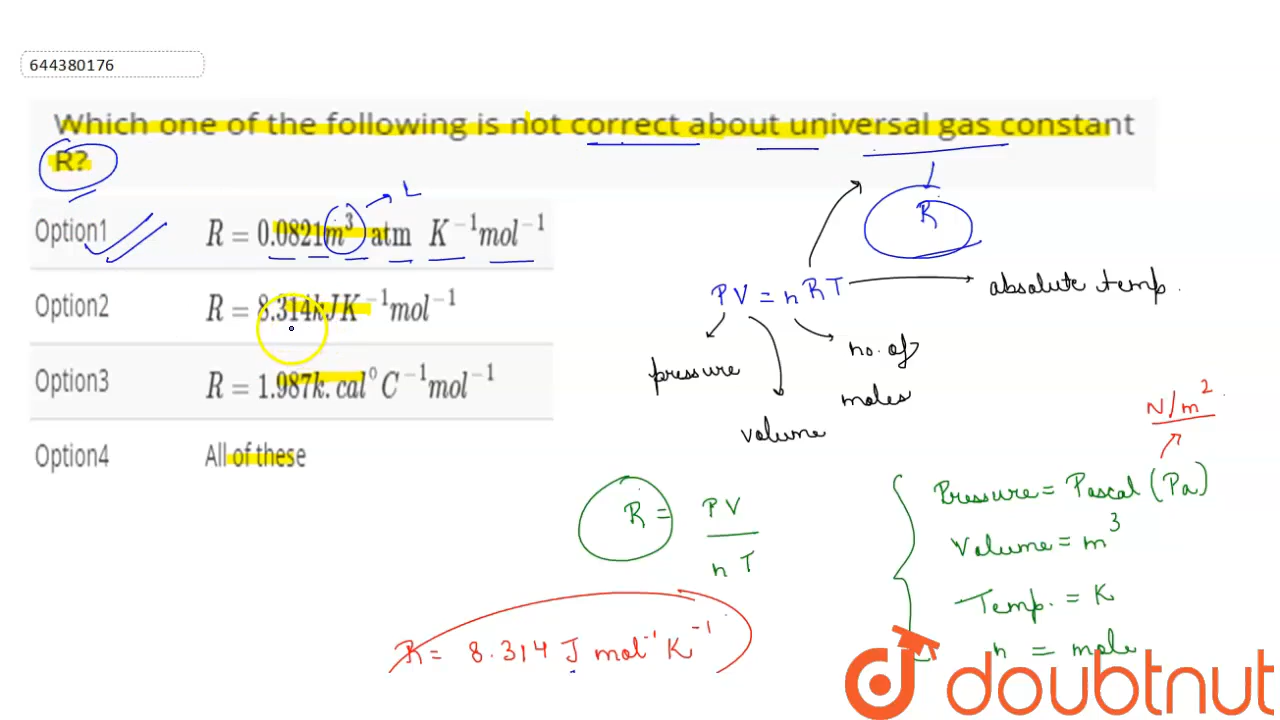 644380176
Which one of the following is not correct about universal gas constant
R?
Option1 R = 0.0821m³ atm K⁻¹mol⁻¹
→ L
R
Option2 R = 8.314kJK⁻¹mol⁻¹
PV = nRT
absolute temp.
pressure
volume
no. of
moles
Option3 R = 1.987k.cal°C⁻¹mol⁻¹
Option4 All of these
N/m²
R = PV
nT
Pressure = Pascal (Pa)
Volume = m³
Temp. = K
n = mole
R = 8.314 J mol⁻¹ K⁻¹
doubtnut